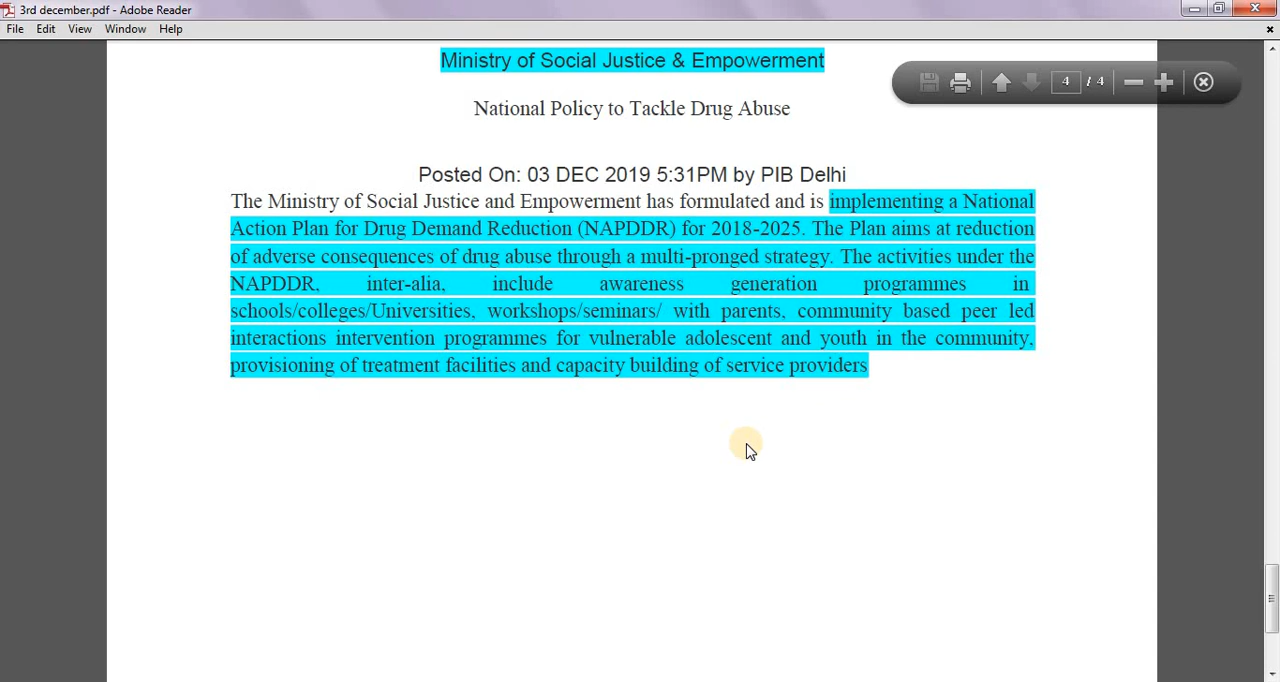 3rd december.pdf - Adobe Reader
File Edit View Window Help
Ministry of Social Justice & Empowerment
4 / 4
National Policy to Tackle Drug Abuse
Posted On: 03 DEC 2019 5:31PM by PIB Delhi
The Ministry of Social Justice and Empowerment has formulated and is implementing a National
Action Plan for Drug Demand Reduction (NAPDDR) for 2018-2025. The Plan aims at reduction
of adverse consequences of drug abuse through a multi-pronged strategy. The activities under the
NAPDDR, inter-alia, include awareness generation programmes in
schools/colleges/Universities, workshops/seminars/ with parents, community based peer led
interactions intervention programmes for vulnerable adolescent and youth in the community,
provisioning of treatment facilities and capacity building of service providers